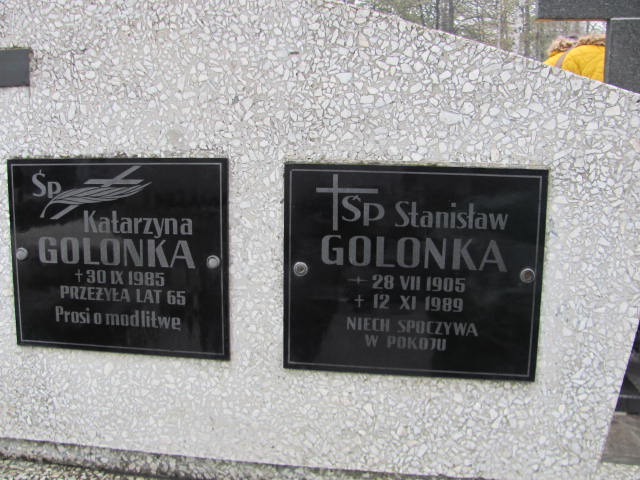 Śp
Katarzyna
GOLONKA
+ 30 IX 1985
PRZEŻYŁA LAT 65
Prosi o modlitwę
ŚP Stanisław
GOLONKA
28 VII 1905
+ 12 XI 1989
NIECH SPOCZYWA
W POKOJU